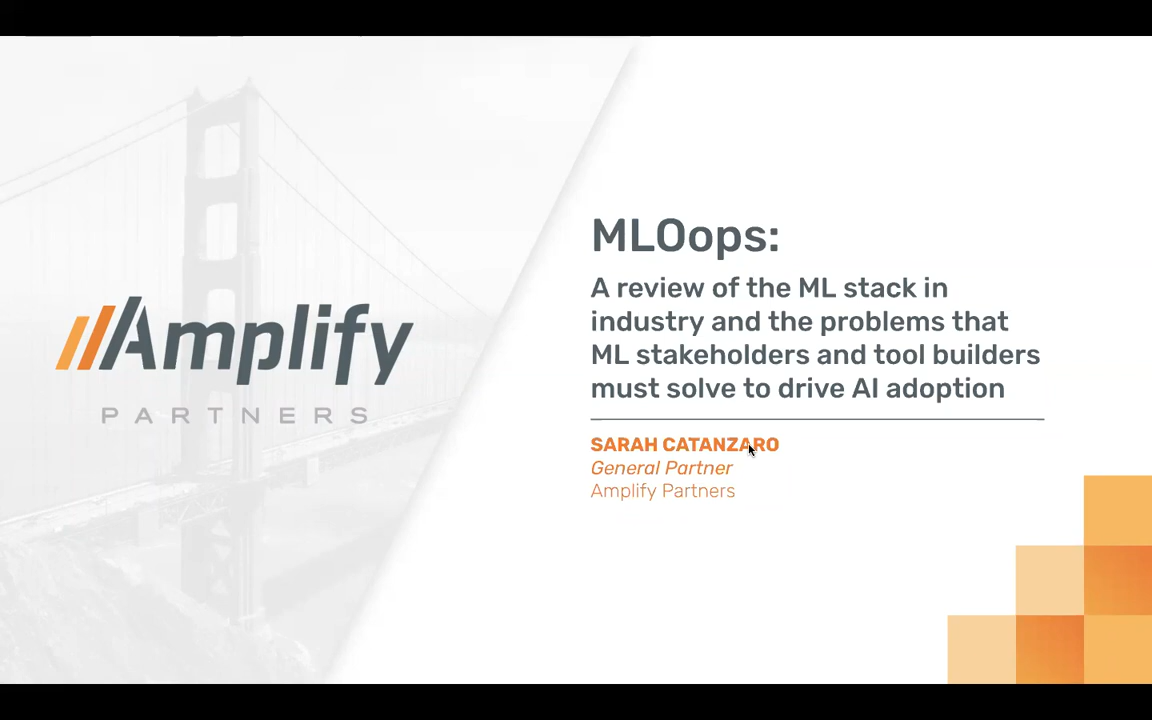 Amplify
PARTNERS
MLOops:
A review of the ML stack in
industry and the problems that
ML stakeholders and tool builders
must solve to drive AI adoption
SARAH CATANZARO
General Partner
Amplify Partners